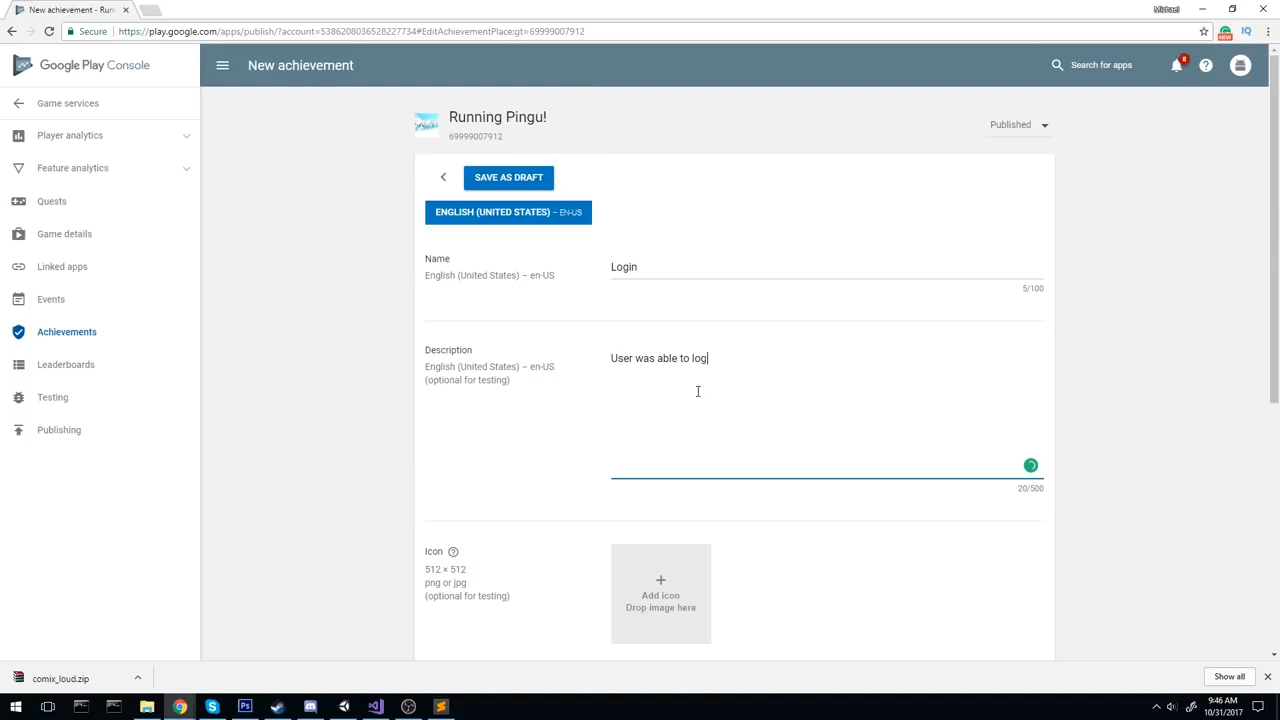 New achievement - Run
Michael
Secure
https://play.google.com/apps/publish/?account=5386208036528227734#EditAchievementPlace:gt=69999007912
NEW
IQ
Google Play Console
New achievement
Search for apps
8
Game services
Player analytics
Feature analytics
Quests
Game details
Linked apps
Events
Achievements
Leaderboards
Testing
Publishing
Running Pingu!
69999007912
Published
SAVE AS DRAFT
ENGLISH (UNITED STATES) – EN-US
Name
English (United States) – en-US
Login
5/100
Description
English (United States) – en-US
(optional for testing)
User was able to log
20/500
Icon
512 × 512
png or jpg
(optional for testing)
Add icon
Drop image here
comix_loud.zip
Show all
9:46 AM
10/31/2017